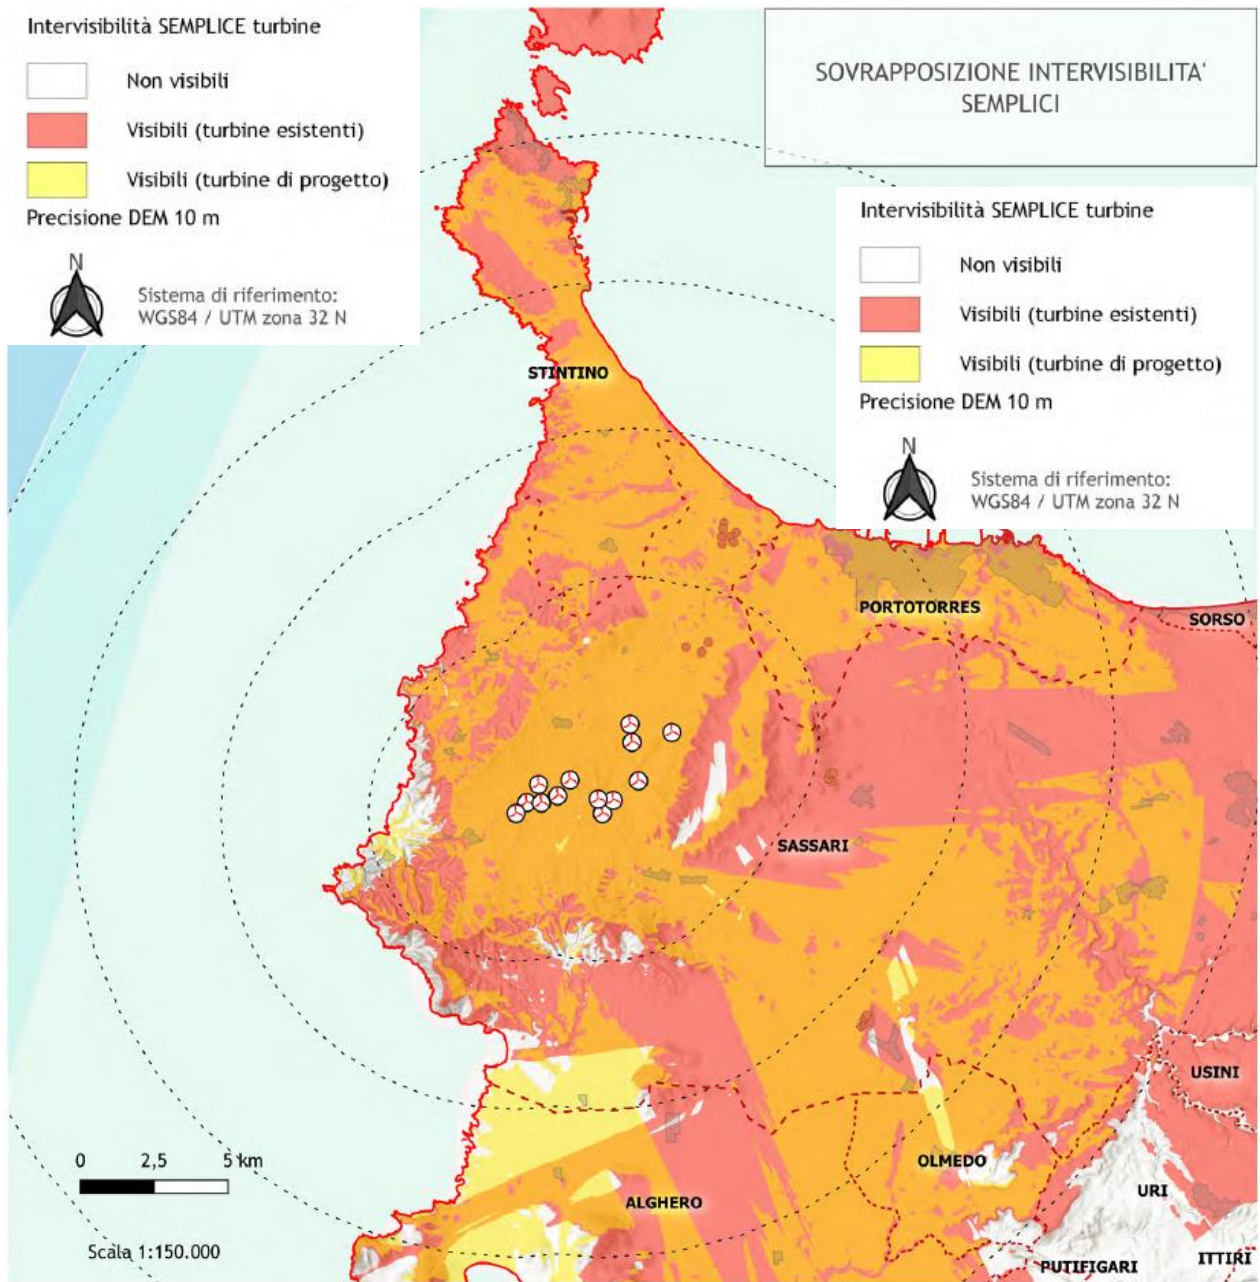 Intervisibilità SEMPLICE turbine
Non visibili
Visibili (turbine esistenti)
Visibili (turbine di progetto)
Precisione DEM 10 m
N
Sistema di riferimento:
WGS84 / UTM zona 32 N
SOVRAPPOSIZIONE INTERVISIBILITA'
SEMPLICI
Intervisibilità SEMPLICE turbine
Non visibili
Visibili (turbine esistenti)
Visibili (turbine di progetto)
Precisione DEM 10 m
N
Sistema di riferimento:
WGS84 / UTM zona 32 N
STINTINO
PORTOTORRES
SORSO
SASSARI
USINI
OLMEDO
URI
ALGHERO
ITTIRI
PUTIFIGARI
0 2,5 5 km
Scala 1:150.000